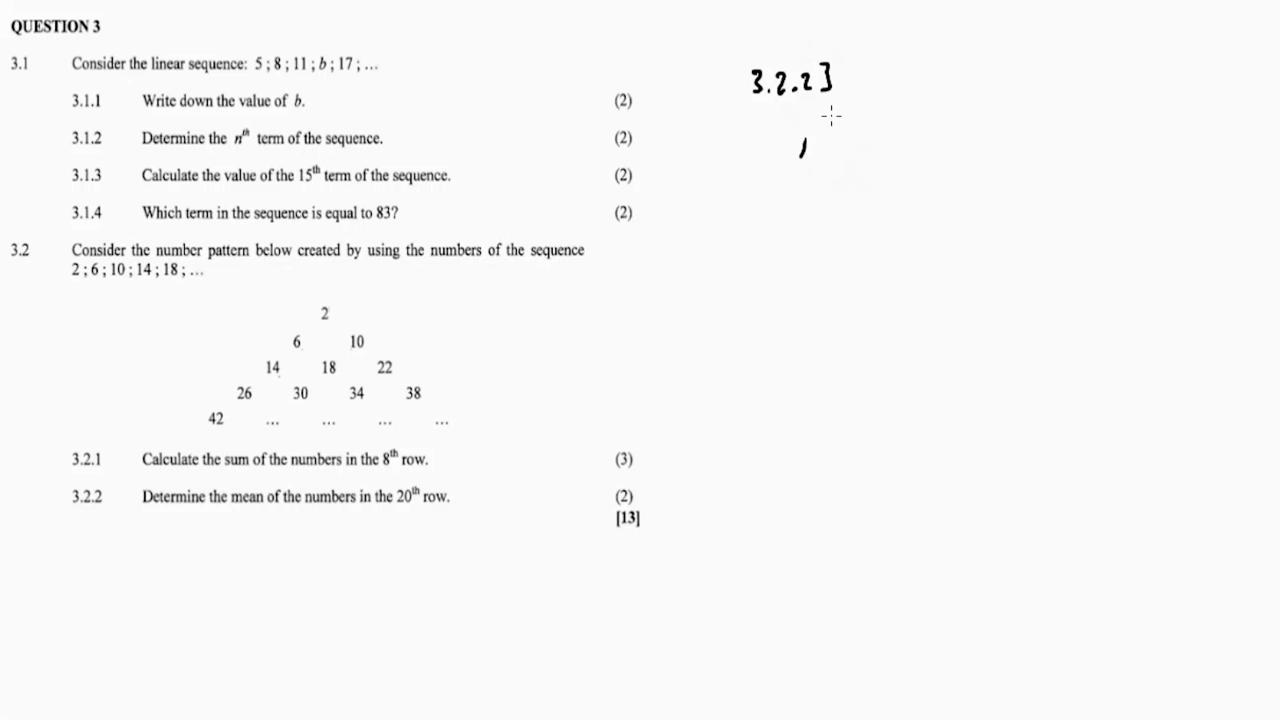 QUESTION 3
3.1 Consider the linear sequence: 5 ; 8 ; 11 ; b ; 17 ; ...
3.1.1 Write down the value of b. (2)
3.1.2 Determine the nth term of the sequence. (2)
3.1.3 Calculate the value of the 15th term of the sequence. (2)
3.1.4 Which term in the sequence is equal to 83? (2)
3.2 Consider the number pattern below created by using the numbers of the sequence
2 ; 6 ; 10 ; 14 ; 18 ; ...
2
6 10
14 18 22
26 30 34 38
42 ... ... ... ...
3.2.1 Calculate the sum of the numbers in the 8th row. (3)
3.2.2 Determine the mean of the numbers in the 20th row. (2)
[13]
3.2.2]